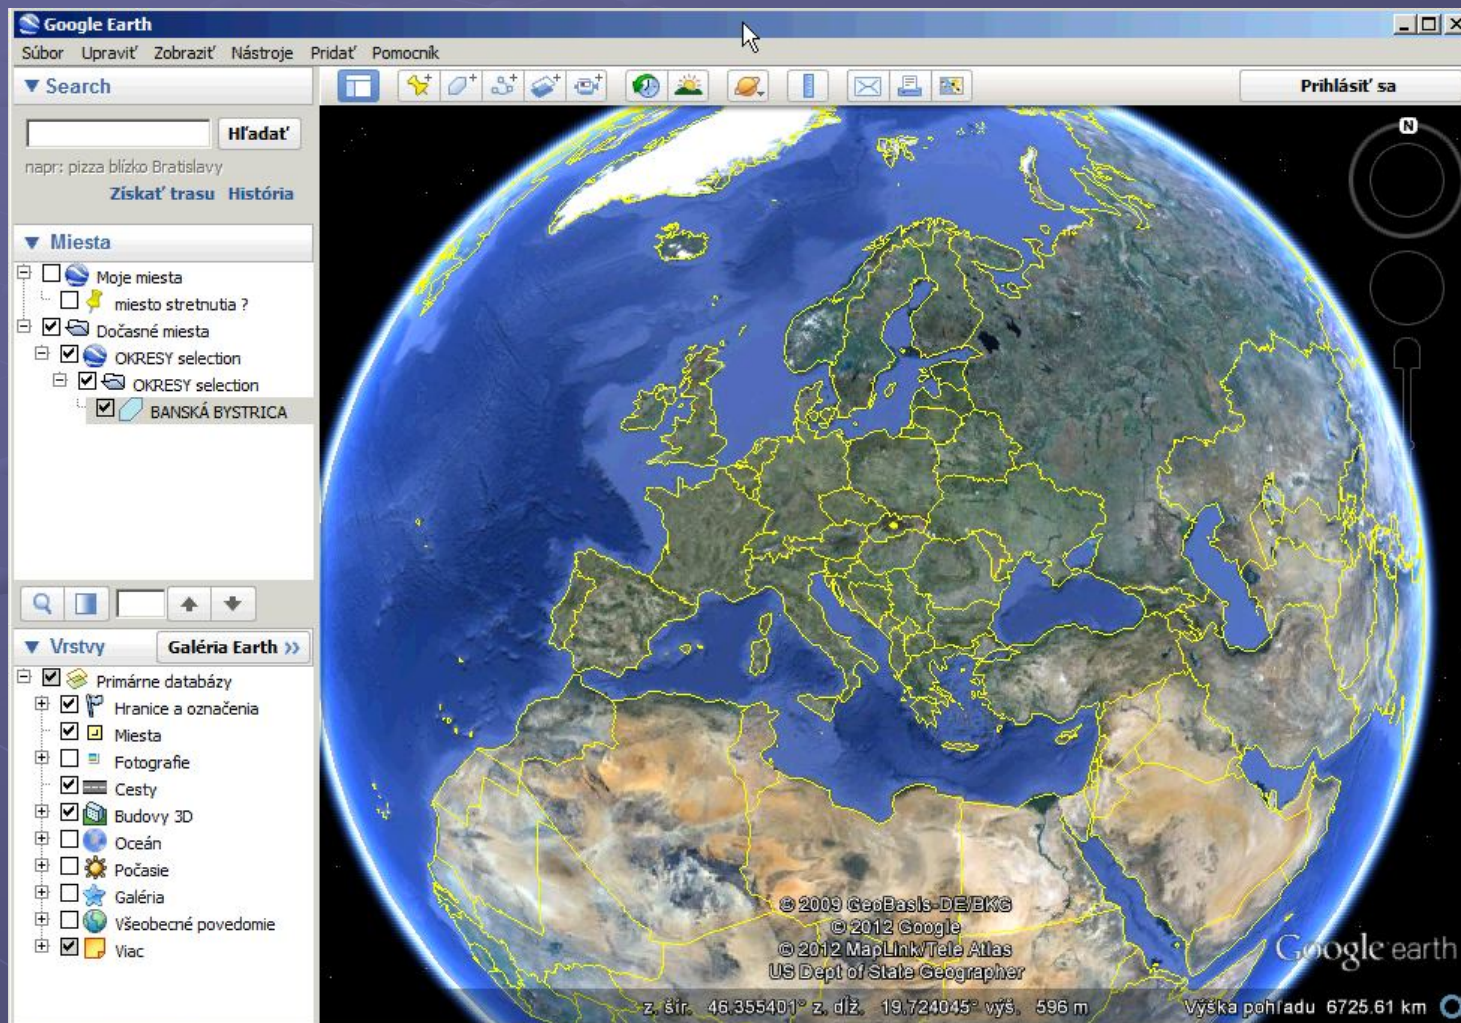 Google Earth
Súbor Upraviť Zobraziť Nástroje Pridať Pomocník
Search
Hľadať
napr: pizza blízko Bratislavy
Získať trasu História
Miesta
Moje miesta
miesto stretnutia ?
Dočasné miesta
OKRESY selection
OKRESY selection
BANSKÁ BYSTRICA
Vrstvy Galéria Earth >>
Primárne databázy
Hranice a označenia
Miesta
Fotografie
Cesty
Budovy 3D
Oceán
Počasie
Galéria
Všeobecné povedomie
Viac
Prihlásiť sa
N
© 2009 GeoBasis-DE/BKG
© 2012 Google
© 2012 MapLink/Tele Atlas
US Dept of State Geographer
Google earth
z. šír. 46.355401° z. dĺž. 19.724045° výš. 596 m Výška pohľadu 6725.61 km